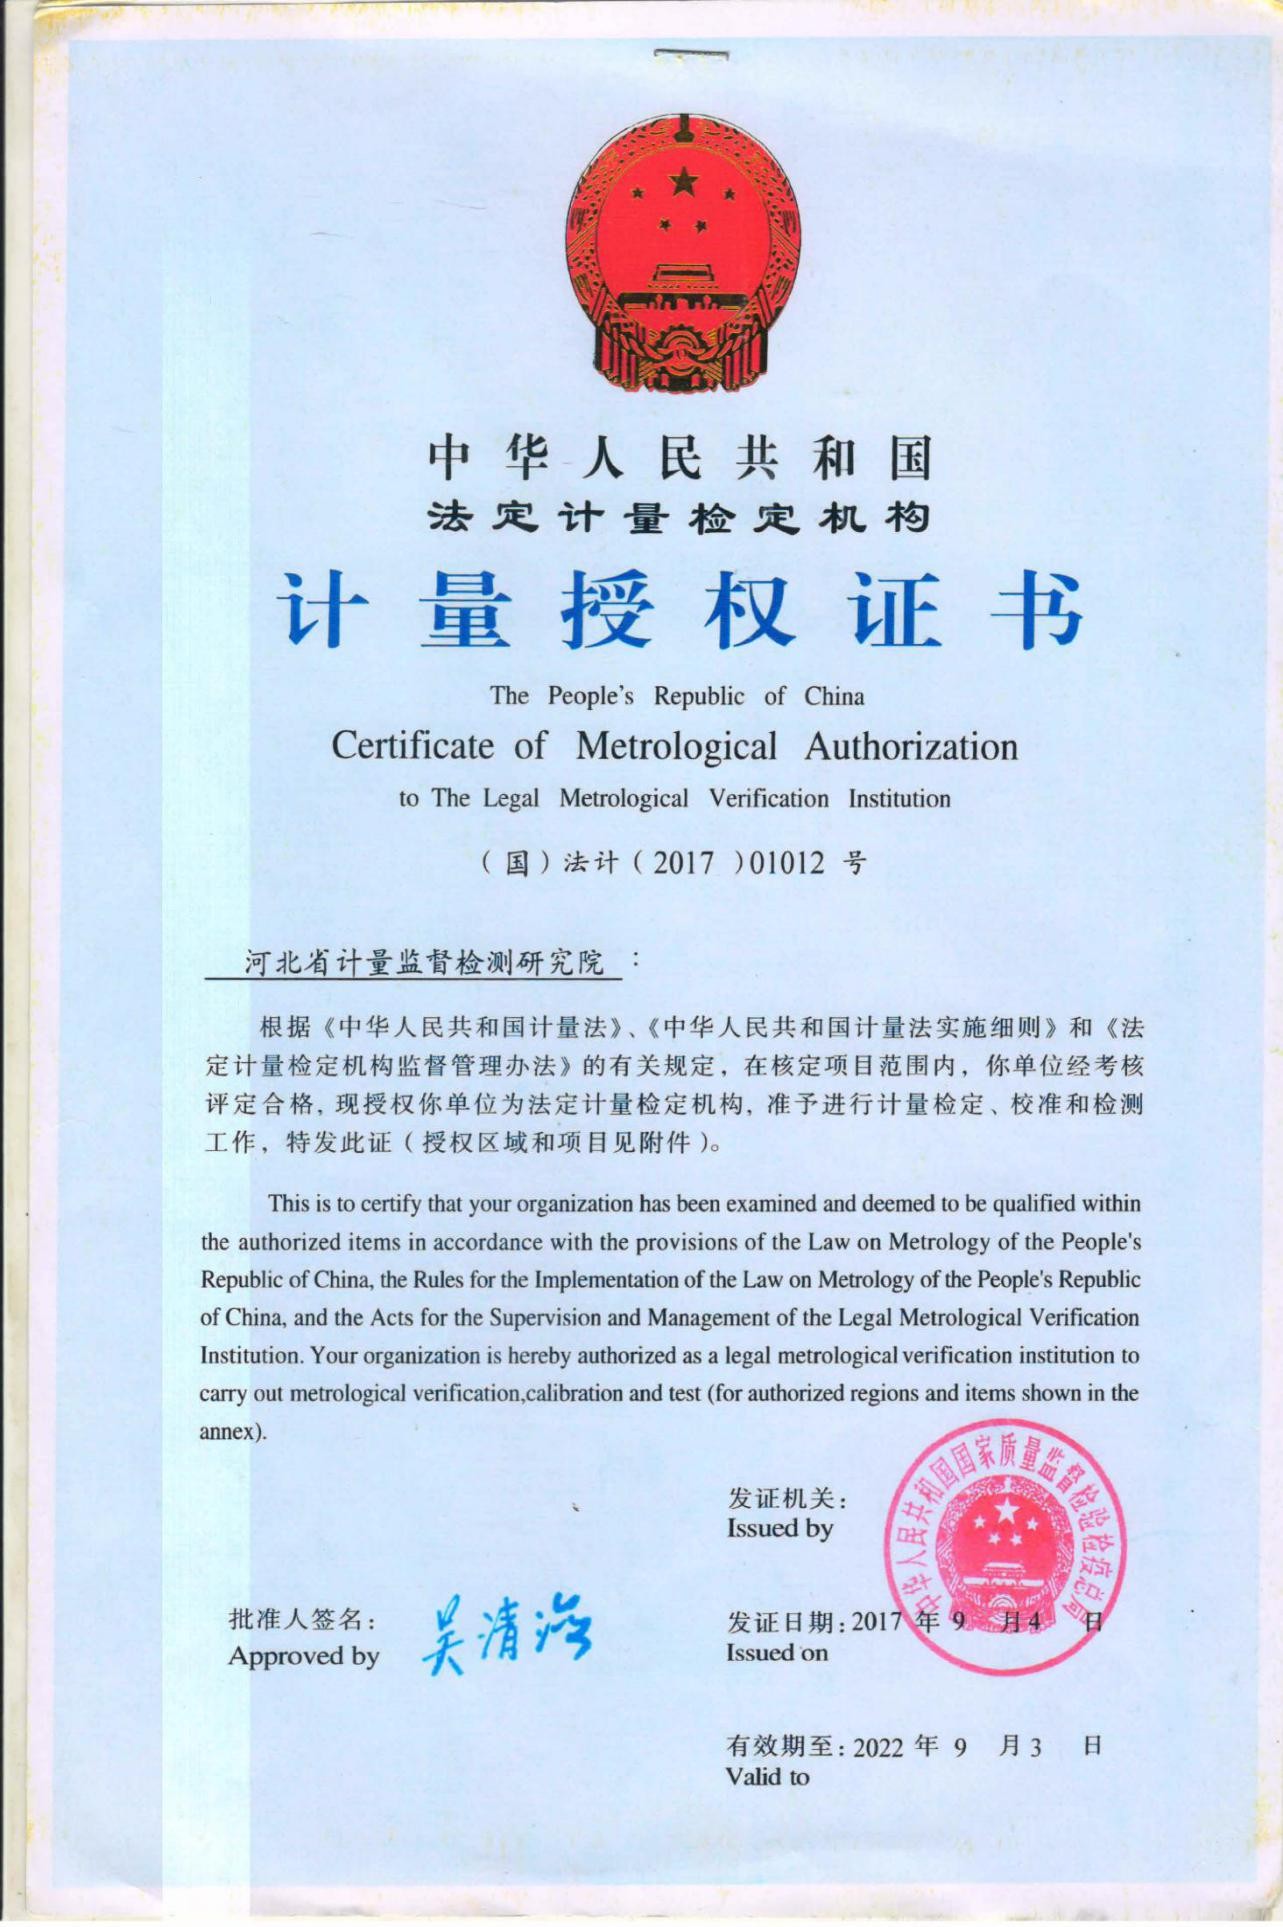 中华人民共和国
法定计量检定机构
计量授权证书
The People's Republic of China
Certificate of Metrological Authorization
to The Legal Metrological Verification Institution
（国）法计（2017 ）01012 号
河北省计量监督检测研究院 ：
根据《中华人民共和国计量法》、《中华人民共和国计量法实施细则》和《法
定计量检定机构监督管理办法》的有关规定，在核定项目范围内，你单位经考核
评定合格，现授权你单位为法定计量检定机构，准予进行计量检定、校准和检测
工作，特发此证（授权区域和项目见附件）。
This is to certify that your organization has been examined and deemed to be qualified within
the authorized items in accordance with the provisions of the Law on Metrology of the People's
Republic of China, the Rules for the Implementation of the Law on Metrology of the People's Republic
of China, and the Acts for the Supervision and Management of the Legal Metrological Verification
Institution. Your organization is hereby authorized as a legal metrological verification institution to
carry out metrological verification,calibration and test (for authorized regions and items shown in the
annex).
发证机关：
Issued by
中华人民共和国国家质量监督检验检疫总局
批准人签名：
Approved by
吴清海
发证日期：2017 年 9 月4 日
Issued on
有效期至：2022 年 9 月3 日
Valid to